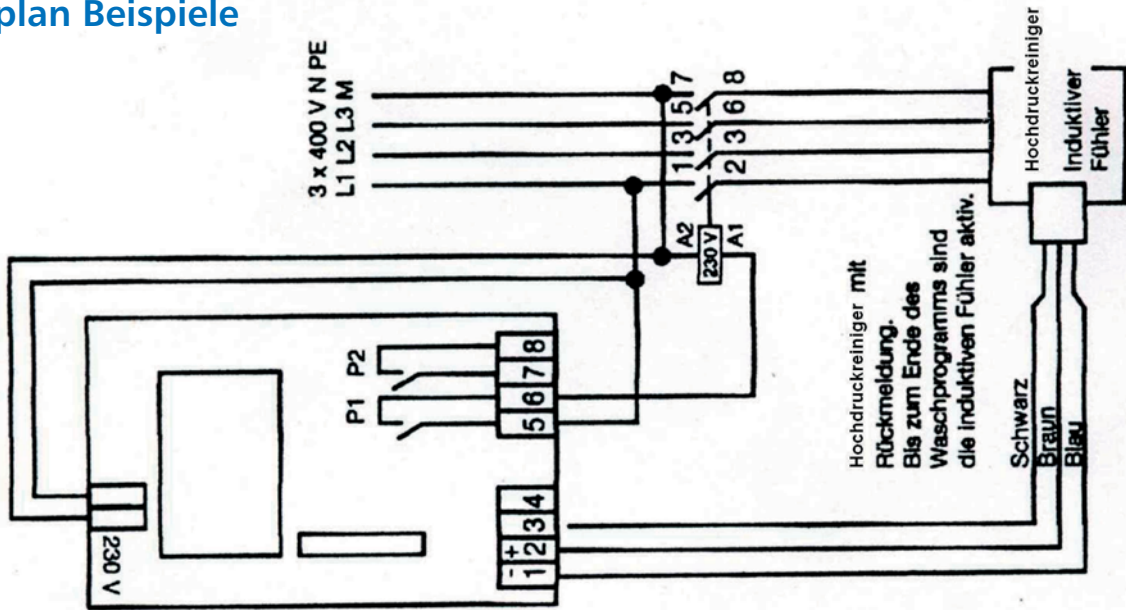 plan Beispiele
3 x 400 V N PE
L1 L2 L3 M
1 3 5 7
2 3 6 8
A2
230 V
A1
230 V
P1
P2
- +
1 2 3 4
5 6 7 8
Hochdruckreiniger mit
Rückmeldung.
Bis zum Ende des
Waschprogramms sind
die induktiven Fühler aktiv.
Schwarz
Braun
Blau
Hochdruckreiniger
Induktiver
Fühler